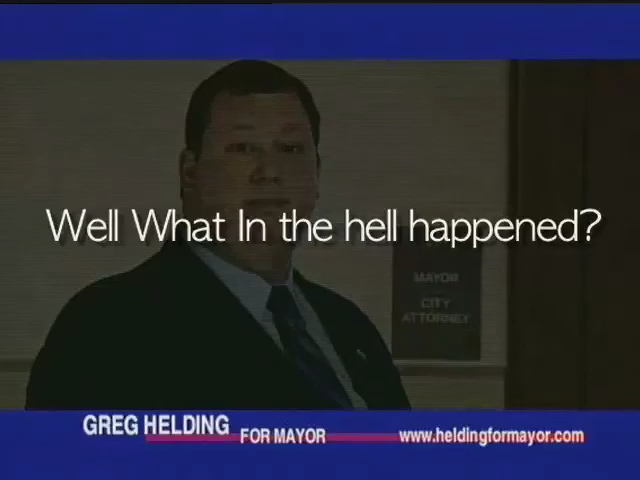 Well What In the hell happened?
MAYOR
CITY
ATTORNEY
GREG HELDING
FOR MAYOR
www.heldingformayor.com